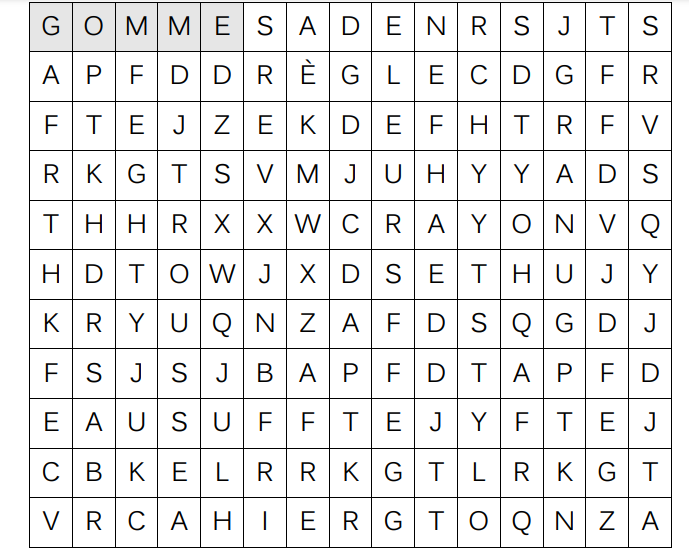 G O M M E S A D E N R S J T S
A P F D D R È G L E C D G F R
F T E J Z E K D E F H T R F V
R K G T S V M J U H Y Y A D S
T H H R X X W C R A Y O N V Q
H D T O W J X D S E T H U J Y
K R Y U Q N Z A F D S Q G D J
F S J S J B A P F D T A P F D
E A U S U F F T E J Y F T E J
C B K E L R R K G T L R K G T
V R C A H I E R G T O Q N Z A